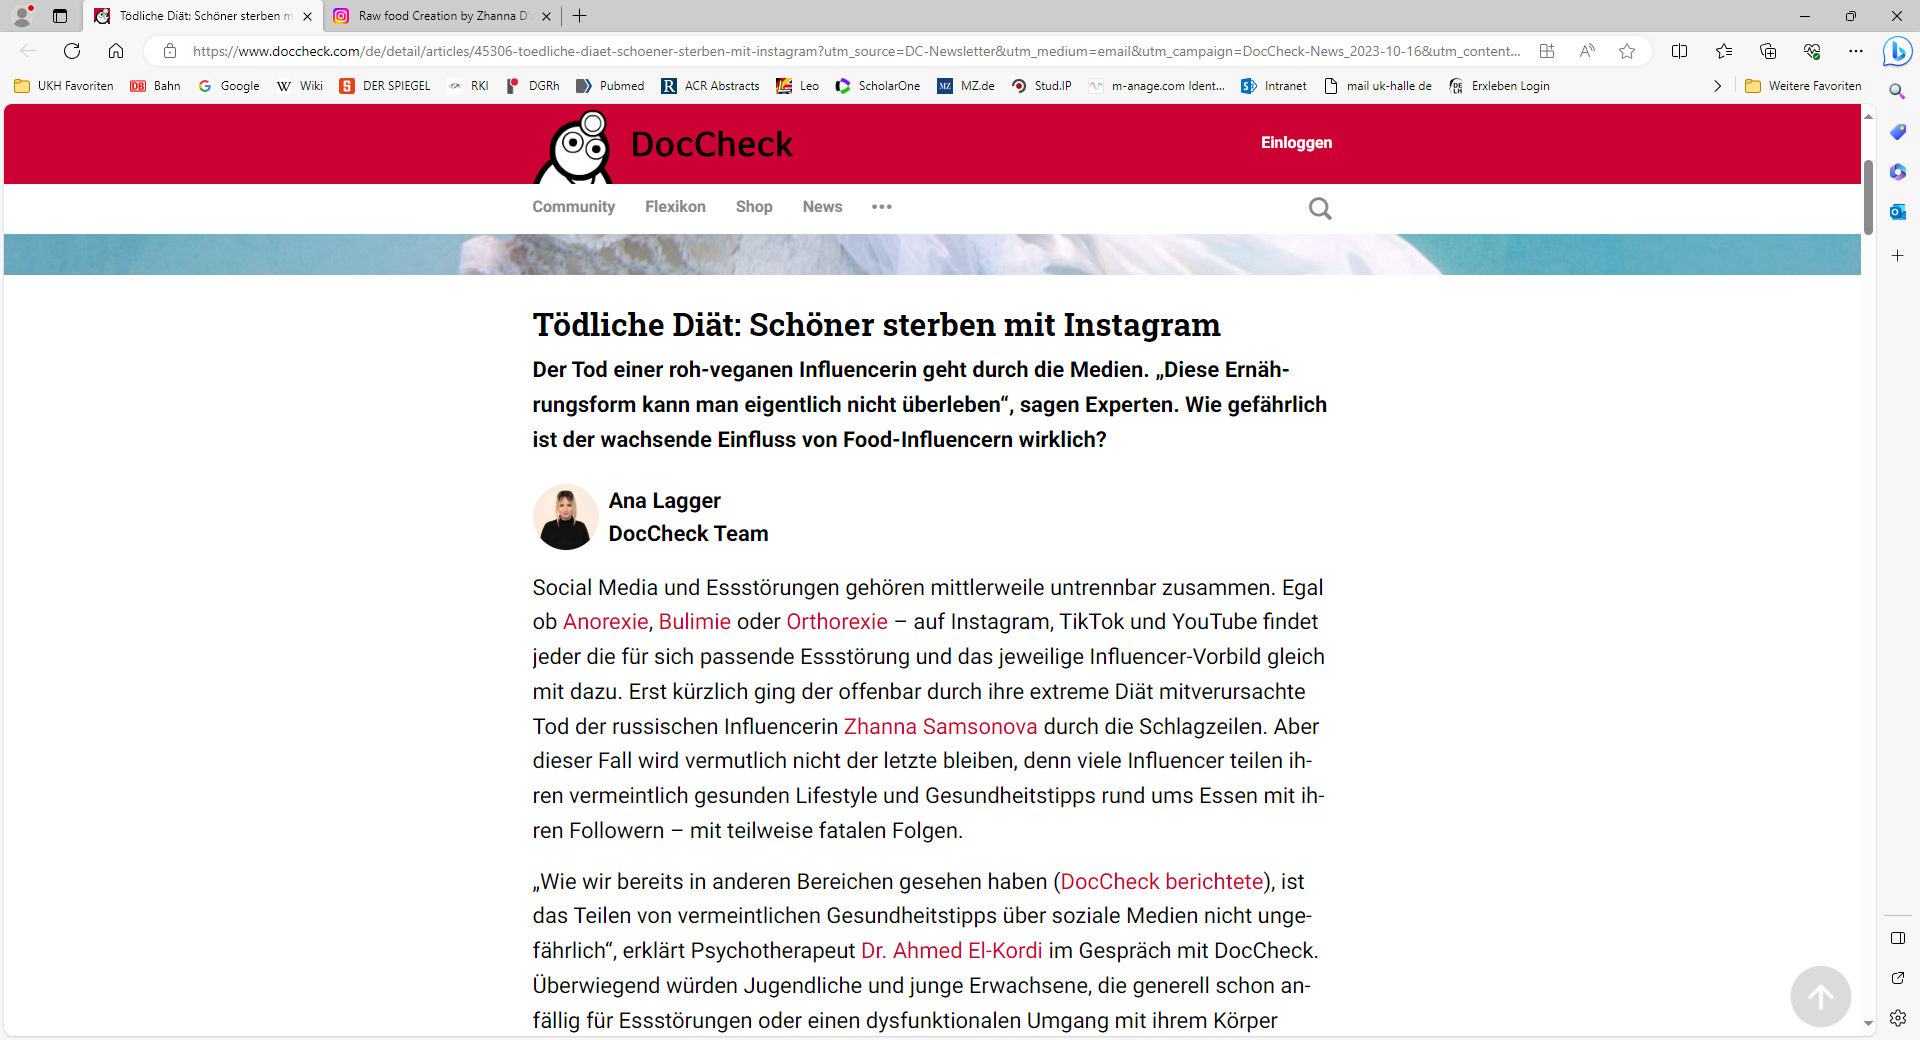 Tödliche Diät: Schöner sterben m
Raw food Creation by Zhanna D'
https://www.doccheck.com/de/detail/articles/45306-toedliche-diaet-schoener-sterben-mit-instagram?utm_source=DC-Newsletter&utm_medium=email&utm_campaign=DocCheck-News_2023-10-16&utm_content...
UKH Favoriten Bahn Google Wiki DER SPIEGEL RKI DGRh Pubmed ACR Abstracts Leo ScholarOne MZ.de Stud.IP m-anage.com Ident... Intranet mail uk-halle.de Erxleben Login Weitere Favoriten
DocCheck
Einloggen
Community Flexikon Shop News
Tödliche Diät: Schöner sterben mit Instagram
Der Tod einer roh-veganen Influencerin geht durch die Medien. „Diese Ernäh-
rungsform kann man eigentlich nicht überleben“, sagen Experten. Wie gefährlich
ist der wachsende Einfluss von Food-Influencern wirklich?
Ana Lagger
DocCheck Team
Social Media und Essstörungen gehören mittlerweile untrennbar zusammen. Egal
ob Anorexie, Bulimie oder Orthorexie – auf Instagram, TikTok und YouTube findet
jeder die für sich passende Essstörung und das jeweilige Influencer-Vorbild gleich
mit dazu. Erst kürzlich ging der offenbar durch ihre extreme Diät mitverursachte
Tod der russischen Influencerin Zhanna Samsonova durch die Schlagzeilen. Aber
dieser Fall wird vermutlich nicht der letzte bleiben, denn viele Influencer teilen ih-
ren vermeintlich gesunden Lifestyle und Gesundheitstipps rund ums Essen mit ih-
ren Followern – mit teilweise fatalen Folgen.
„Wie wir bereits in anderen Bereichen gesehen haben (DocCheck berichtete), ist
das Teilen von vermeintlichen Gesundheitstipps über soziale Medien nicht unge-
fährlich“, erklärt Psychotherapeut Dr. Ahmed El-Kordi im Gespräch mit DocCheck.
Überwiegend würden Jugendliche und junge Erwachsene, die generell schon an-
fällig für Essstörungen oder einen dysfunktionalen Umgang mit ihrem Körper